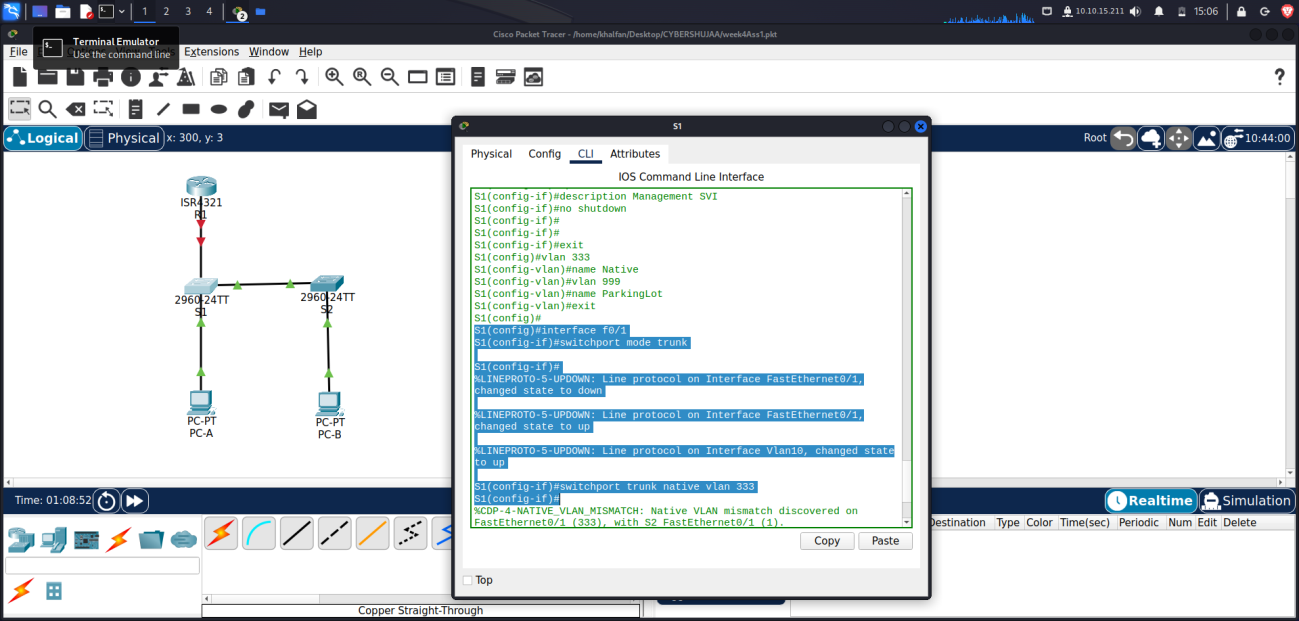 1 2 3 4 2 10.10.15.211 15:06
Cisco Packet Tracer - /home/khalfan/Desktop/CYBERSHUJAA/week4Ass1.pkt
Terminal Emulator
Use the command line
File Extensions Window Help
Logical Physical x: 300, y: 3 Root 10:44:00
ISR4321
R1
2960-24TT
S1
2960-24TT
S2
PC-PT
PC-A
PC-PT
PC-B
S1
Physical Config CLI Attributes
IOS Command Line Interface
S1(config-if)#description Management SVI
S1(config-if)#no shutdown
S1(config-if)#
S1(config-if)#
S1(config-if)#exit
S1(config)#vlan 333
S1(config-vlan)#name Native
S1(config-vlan)#vlan 999
S1(config-vlan)#name ParkingLot
S1(config-vlan)#exit
S1(config)#
S1(config)#interface f0/1
S1(config-if)#switchport mode trunk
S1(config-if)#
%LINEPROTO-5-UPDOWN: Line protocol on Interface FastEthernet0/1,
changed state to down
%LINEPROTO-5-UPDOWN: Line protocol on Interface FastEthernet0/1,
changed state to up
%LINEPROTO-5-UPDOWN: Line protocol on Interface Vlan10, changed state
to up
S1(config-if)#switchport trunk native vlan 333
S1(config-if)#
%CDP-4-NATIVE_VLAN_MISMATCH: Native VLAN mismatch discovered on
FastEthernet0/1 (333), with S2 FastEthernet0/1 (1).
Copy Paste
Top
Time: 01:08:52 Realtime Simulation
Destination Type Color Time(sec) Periodic Num Edit Delete
Copper Straight-Through